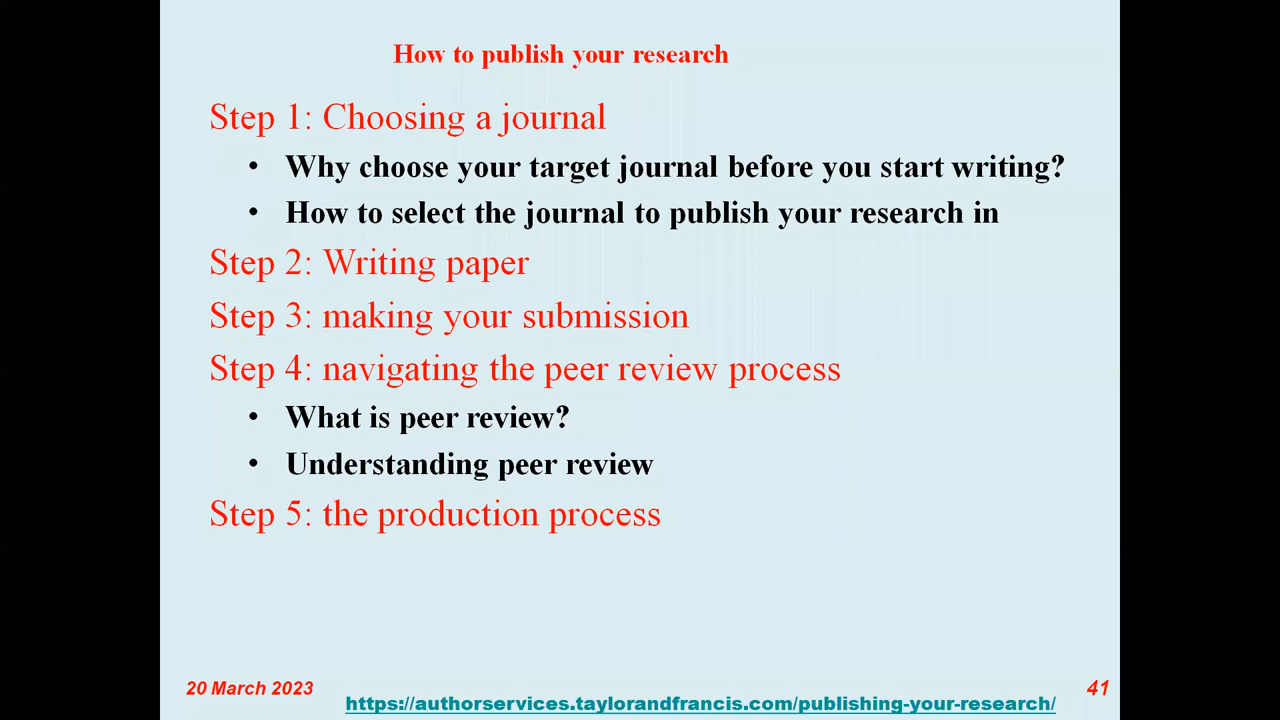 How to publish your research
Step 1: Choosing a journal
• Why choose your target journal before you start writing?
• How to select the journal to publish your research in
Step 2: Writing paper
Step 3: making your submission
Step 4: navigating the peer review process
• What is peer review?
• Understanding peer review
Step 5: the production process
20 March 2023
https://authorservices.taylorandfrancis.com/publishing-your-research/
41